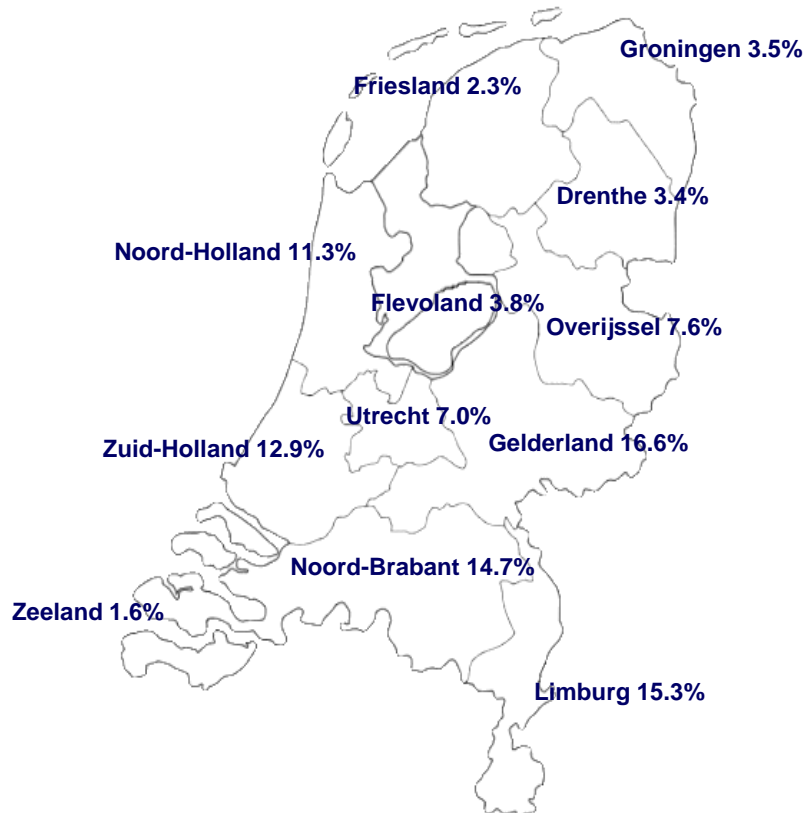 Groningen 3.5%
Friesland 2.3%
Drenthe 3.4%
Noord-Holland 11.3%
Flevoland 3.8%
Overijssel 7.6%
Utrecht 7.0%
Zuid-Holland 12.9%
Gelderland 16.6%
Noord-Brabant 14.7%
Zeeland 1.6%
Limburg 15.3%